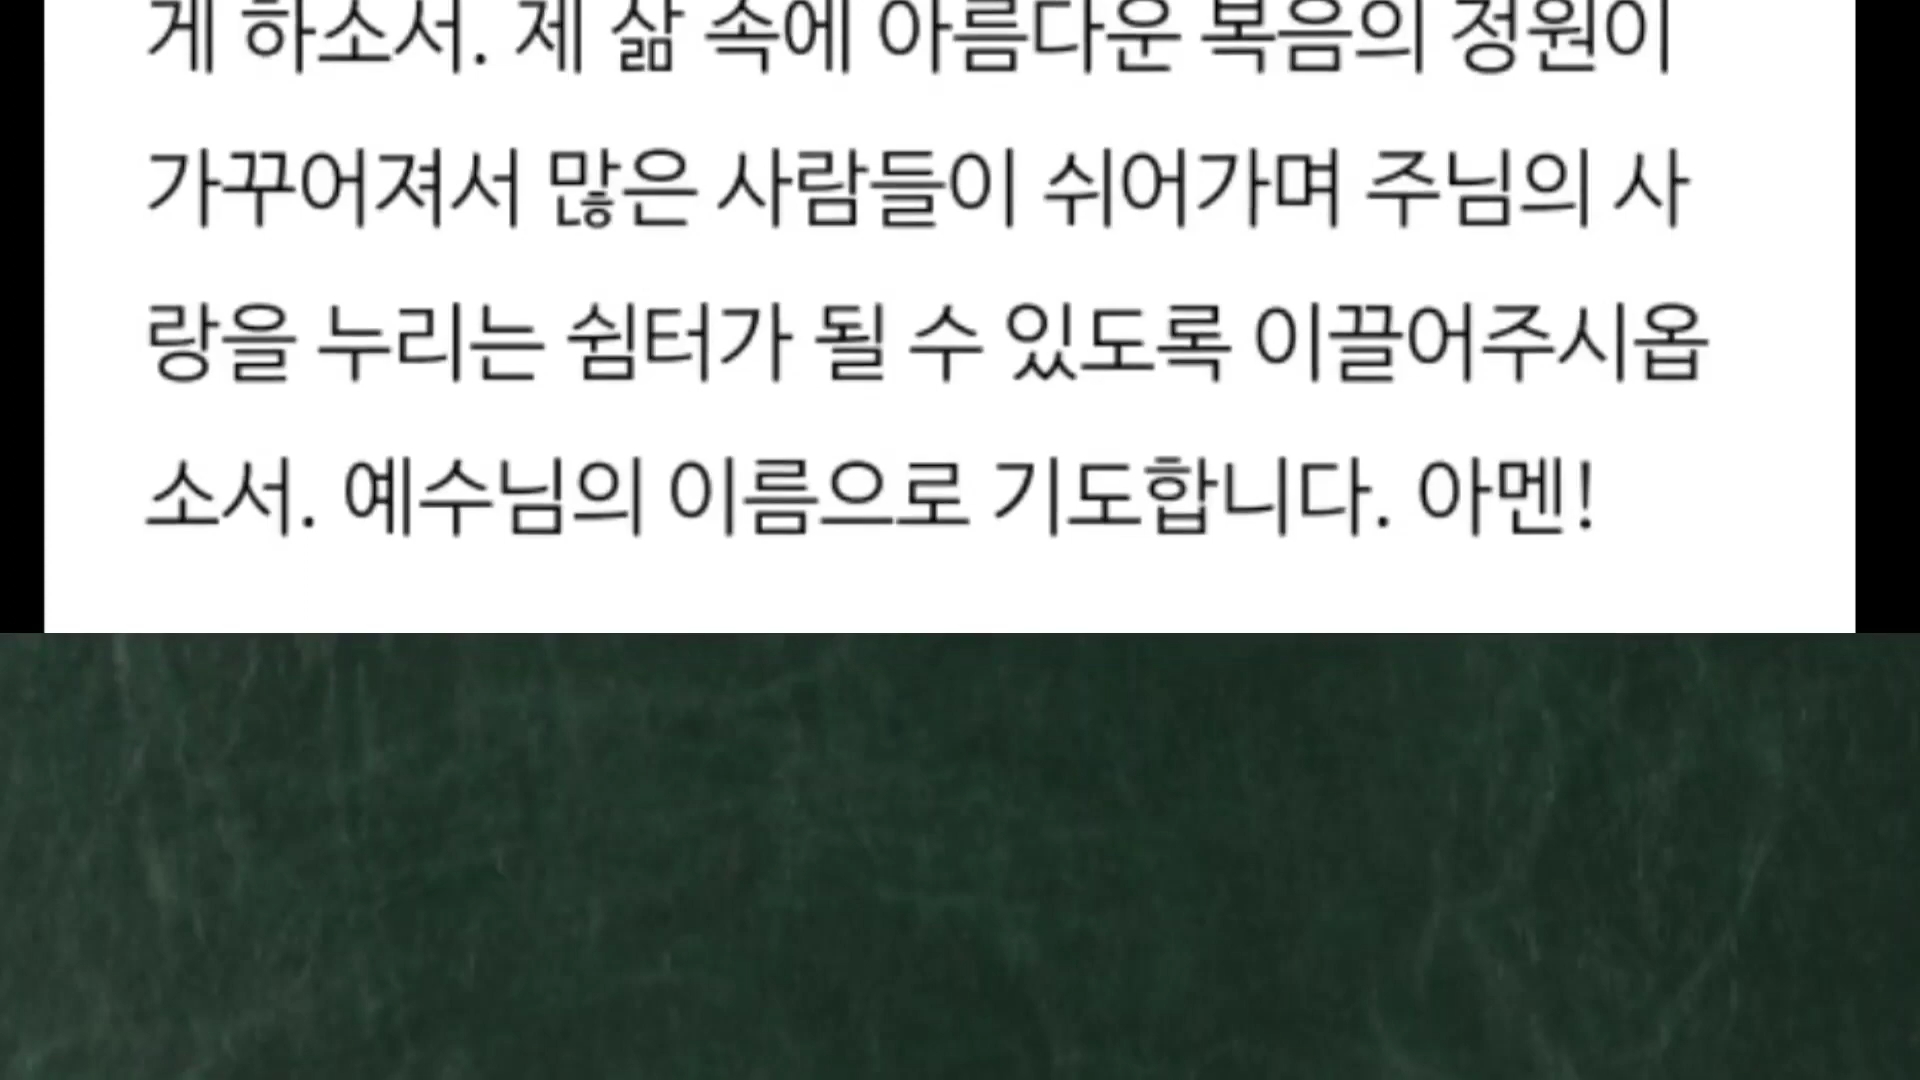 게 하소서. 제 삶 속에 아름다운 복음의 정원이
가꾸어져서 많은 사람들이 쉬어가며 주님의 사
랑을 누리는 쉼터가 될 수 있도록 이끌어주시옵
소서. 예수님의 이름으로 기도합니다. 아멘!